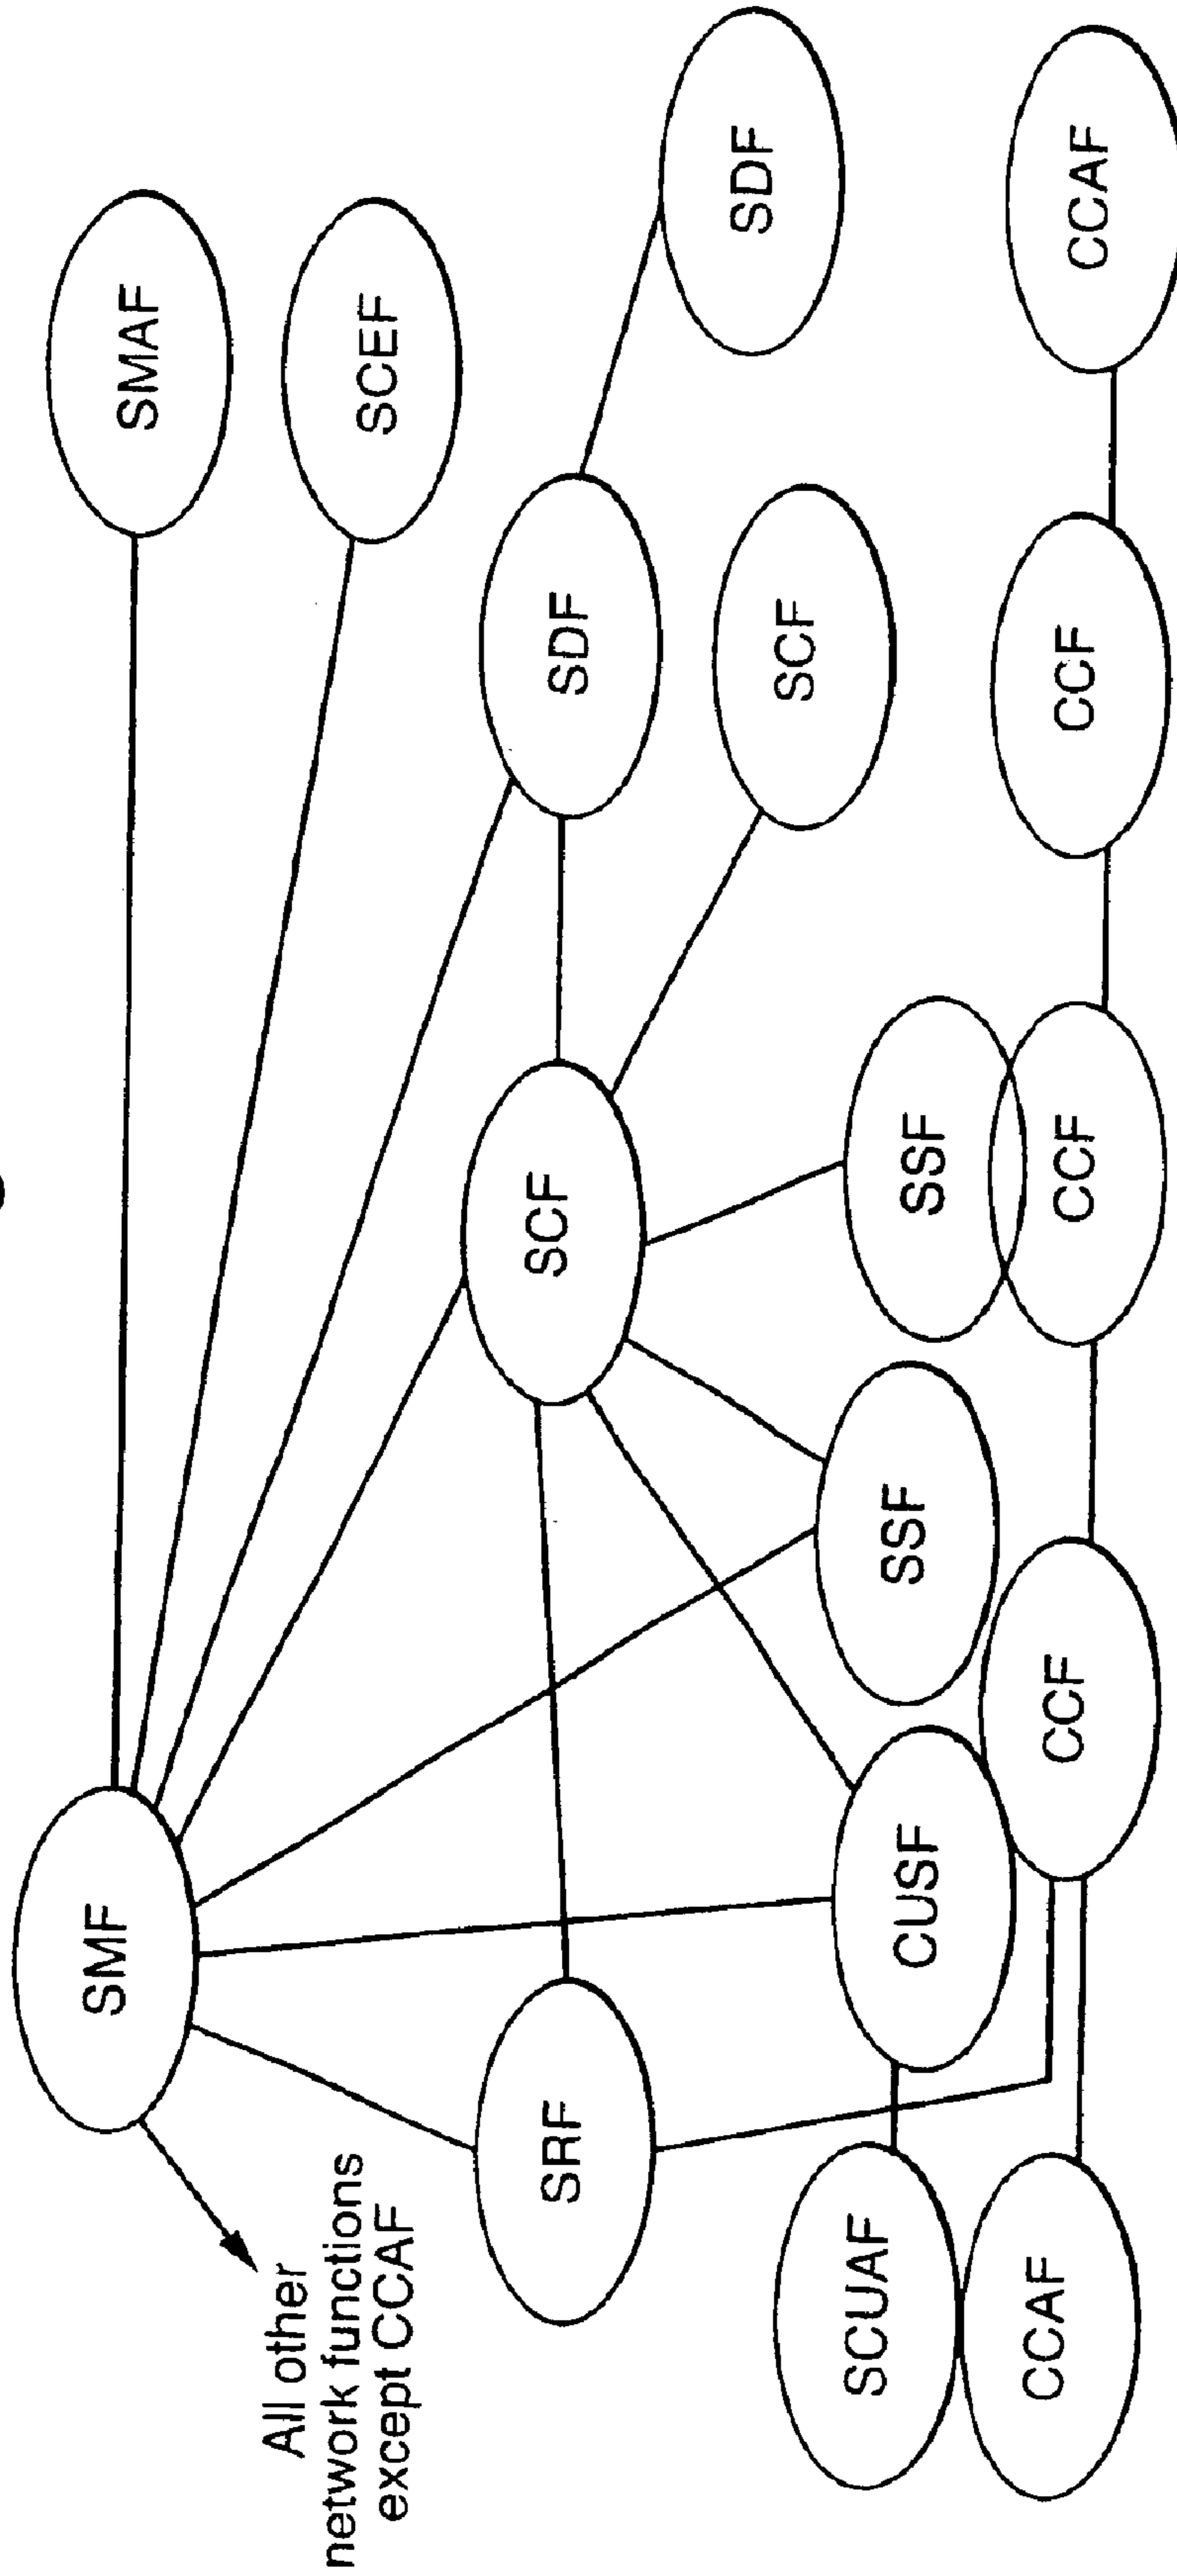 SMF
SMAF
SCEF
All other
network functions
except CCAF
SRF
SCF
SDF
SDF
SCF
SCUAF
CUSF
SSF
SSF
CCAF
CCF
CCF
CCF
CCAF